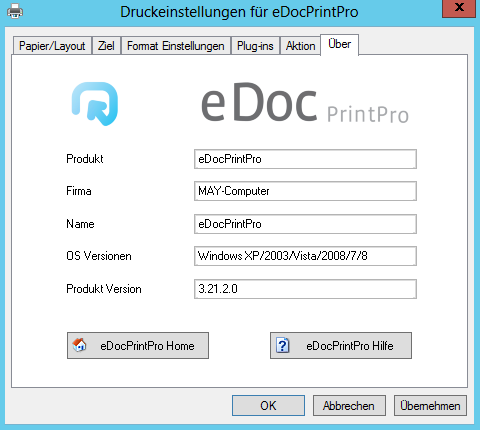 Druckeinstellungen für eDocPrintPro
x
Papier/Layout Ziel Format Einstellungen Plug-ins Aktion Über
eDoc PrintPro
Produkt eDocPrintPro
Firma MAY-Computer
Name eDocPrintPro
OS Versionen Windows XP/2003/Vista/2008/7/8
Produkt Version 3.21.2.0
eDocPrintPro Home ? eDocPrintPro Hilfe
OK Abbrechen Übernehmen